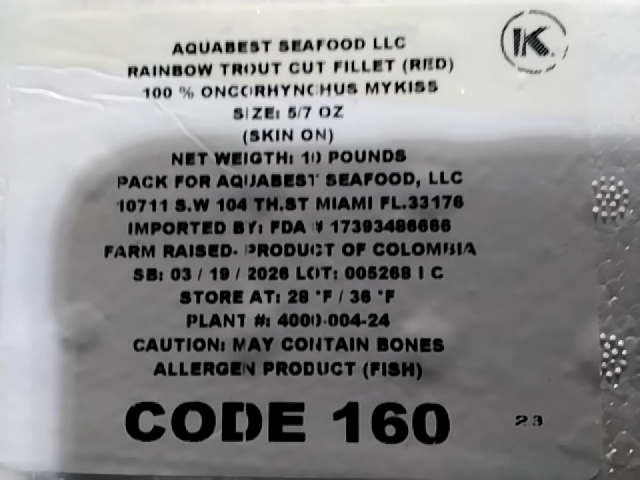 K
AQUABEST SEAFOOD LLC
RAINBOW TROUT CUT FILLET (RED)
100 % ONCORHYNCHUS MYKISS
SIZE: 5/7 OZ
(SKIN ON)
NET WEIGTH: 10 POUNDS
PACK FOR AQUABEST SEAFOOD, LLC
10711 S.W 104 TH.ST MIAMI FL.33176
IMPORTED BY: FDA # 17393486666
FARM RAISED- PRODUCT OF COLOMBIA
SB: 03 / 19 / 2026 LOT: 005268 I C
STORE AT: 28 °F / 36 °F
PLANT #: 4000-004-24
CAUTION: MAY CONTAIN BONES
ALLERGEN PRODUCT (FISH)
CODE 160
23